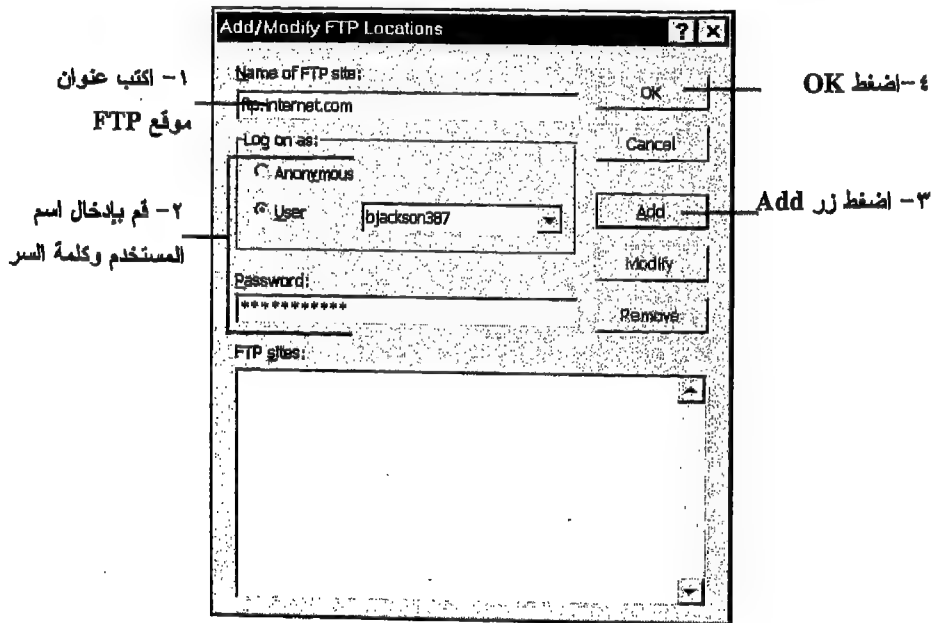 Add/Modify FTP Locations
? X
Name of FTP site:
ftp.internet.com
Log on as:
Anonymous
User
bjackson387
Password:
***********
FTP sites:
OK
Cancel
Add
Modify
Remove
١- اكتب عنوان
موقع FTP
٢- قم بإدخال اسم
المستخدم وكلمة السر
٣- اضغط زر Add
٤- اضغط OK